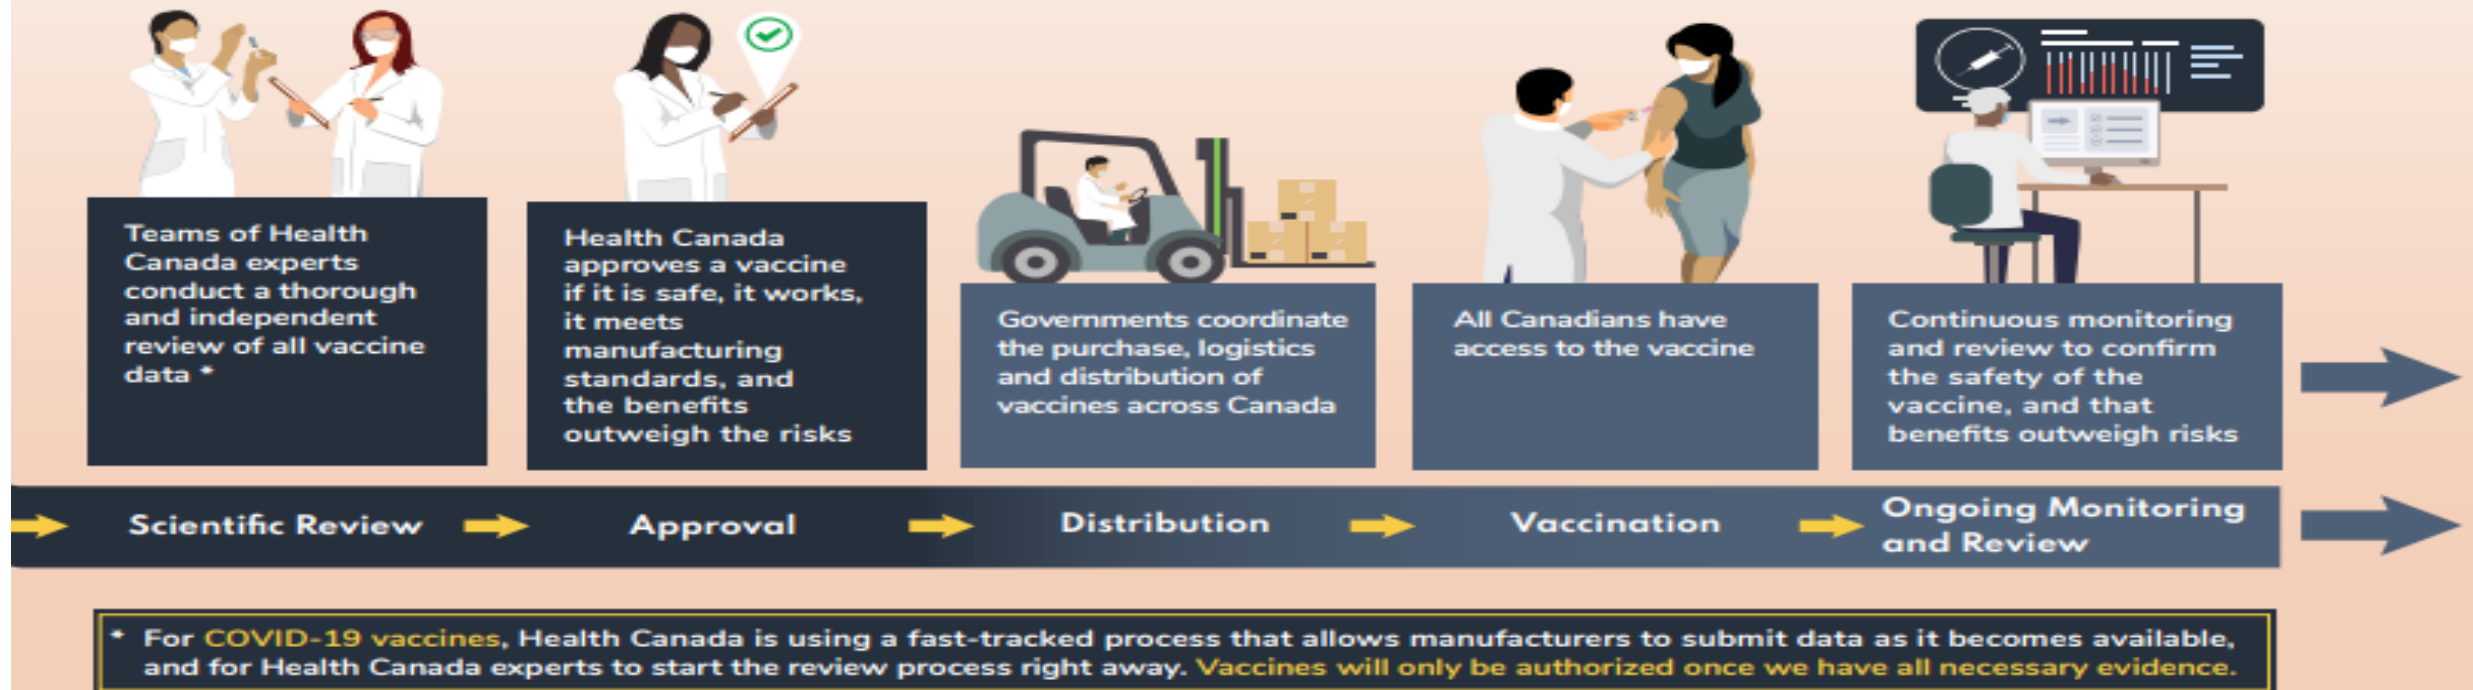 Teams of Health
Canada experts
conduct a thorough
and independent
review of all vaccine
data *
Health Canada
approves a vaccine
if it is safe, it works,
it meets
manufacturing
standards, and
the benefits
outweigh the risks
Governments coordinate
the purchase, logistics
and distribution of
vaccines across Canada
All Canadians have
access to the vaccine
Continuous monitoring
and review to confirm
the safety of the
vaccine, and that
benefits outweigh risks
Scientific Review
Approval
Distribution
Vaccination
Ongoing Monitoring
and Review
* For COVID-19 vaccines, Health Canada is using a fast-tracked process that allows manufacturers to submit data as it becomes available,
and for Health Canada experts to start the review process right away. Vaccines will only be authorized once we have all necessary evidence.